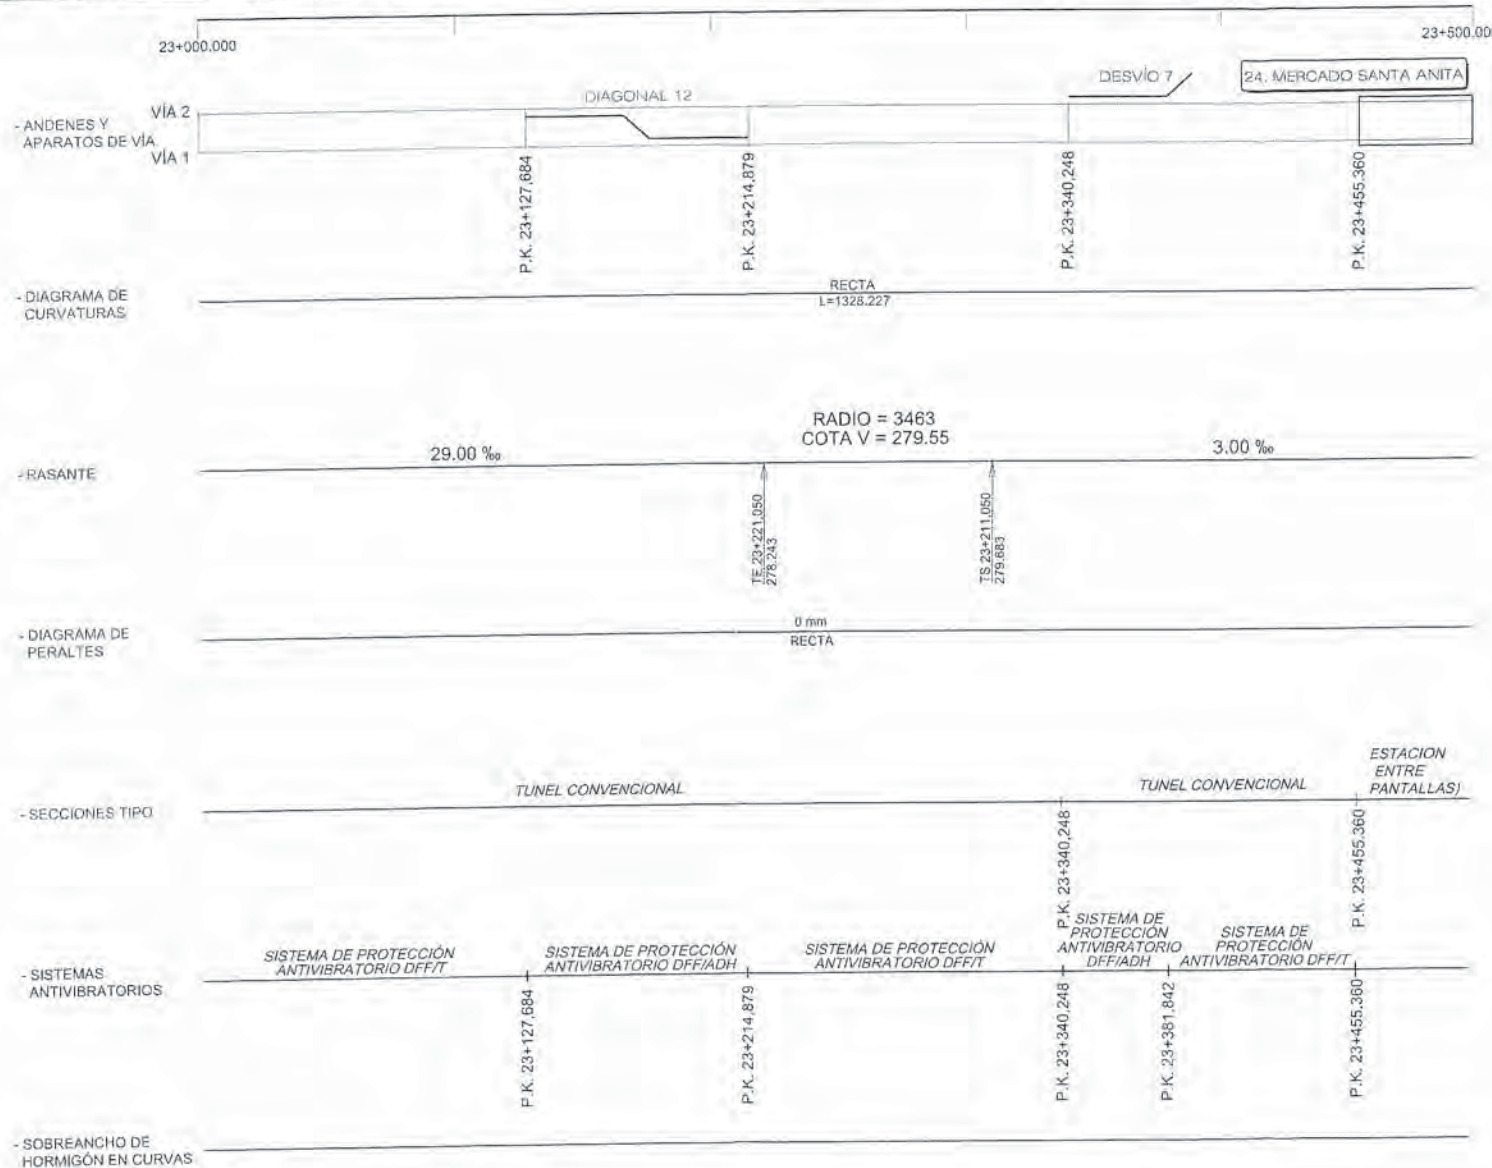 23+000.000
23+500.00
DESVÍO 7
24. MERCADO SANTA ANITA
DIAGONAL 12
VÍA 2
- ANDENES Y
APARATOS DE VÍA
VÍA 1
P.K. 23+127,684
P.K. 23+214,879
P.K. 23+340,248
P.K. 23+455.360
- DIAGRAMA DE
CURVATURAS
RECTA
L=1328.227
RADIO = 3463
COTA V = 279.55
29.00 ‰
3.00 ‰
- RASANTE
TE 23+221,050
278.243
TS 23+211,050
279.683
- DIAGRAMA DE
PERALTES
0 mm
RECTA
ESTACION
ENTRE
PANTALLAS)
TUNEL CONVENCIONAL
TUNEL CONVENCIONAL
- SECCIONES TIPO
P.K. 23+340,248
P.K. 23+455.360
SISTEMA DE PROTECCIÓN
ANTIVIBRATORIO DFF/T
SISTEMA DE PROTECCIÓN
ANTIVIBRATORIO DFF/ADH
SISTEMA DE PROTECCIÓN
ANTIVIBRATORIO DFF/T
SISTEMA DE
PROTECCIÓN
ANTIVIBRATORIO
DFF/ADH
SISTEMA DE
PROTECCIÓN
ANTIVIBRATORIO DFF/T
- SISTEMAS
ANTIVIBRATORIOS
P.K. 23+127,684
P.K. 23+214,879
P.K. 23+340,248
P.K. 23+381,842
P.K. 23+455.360
- SOBREANCHO DE
HORMIGÓN EN CURVAS